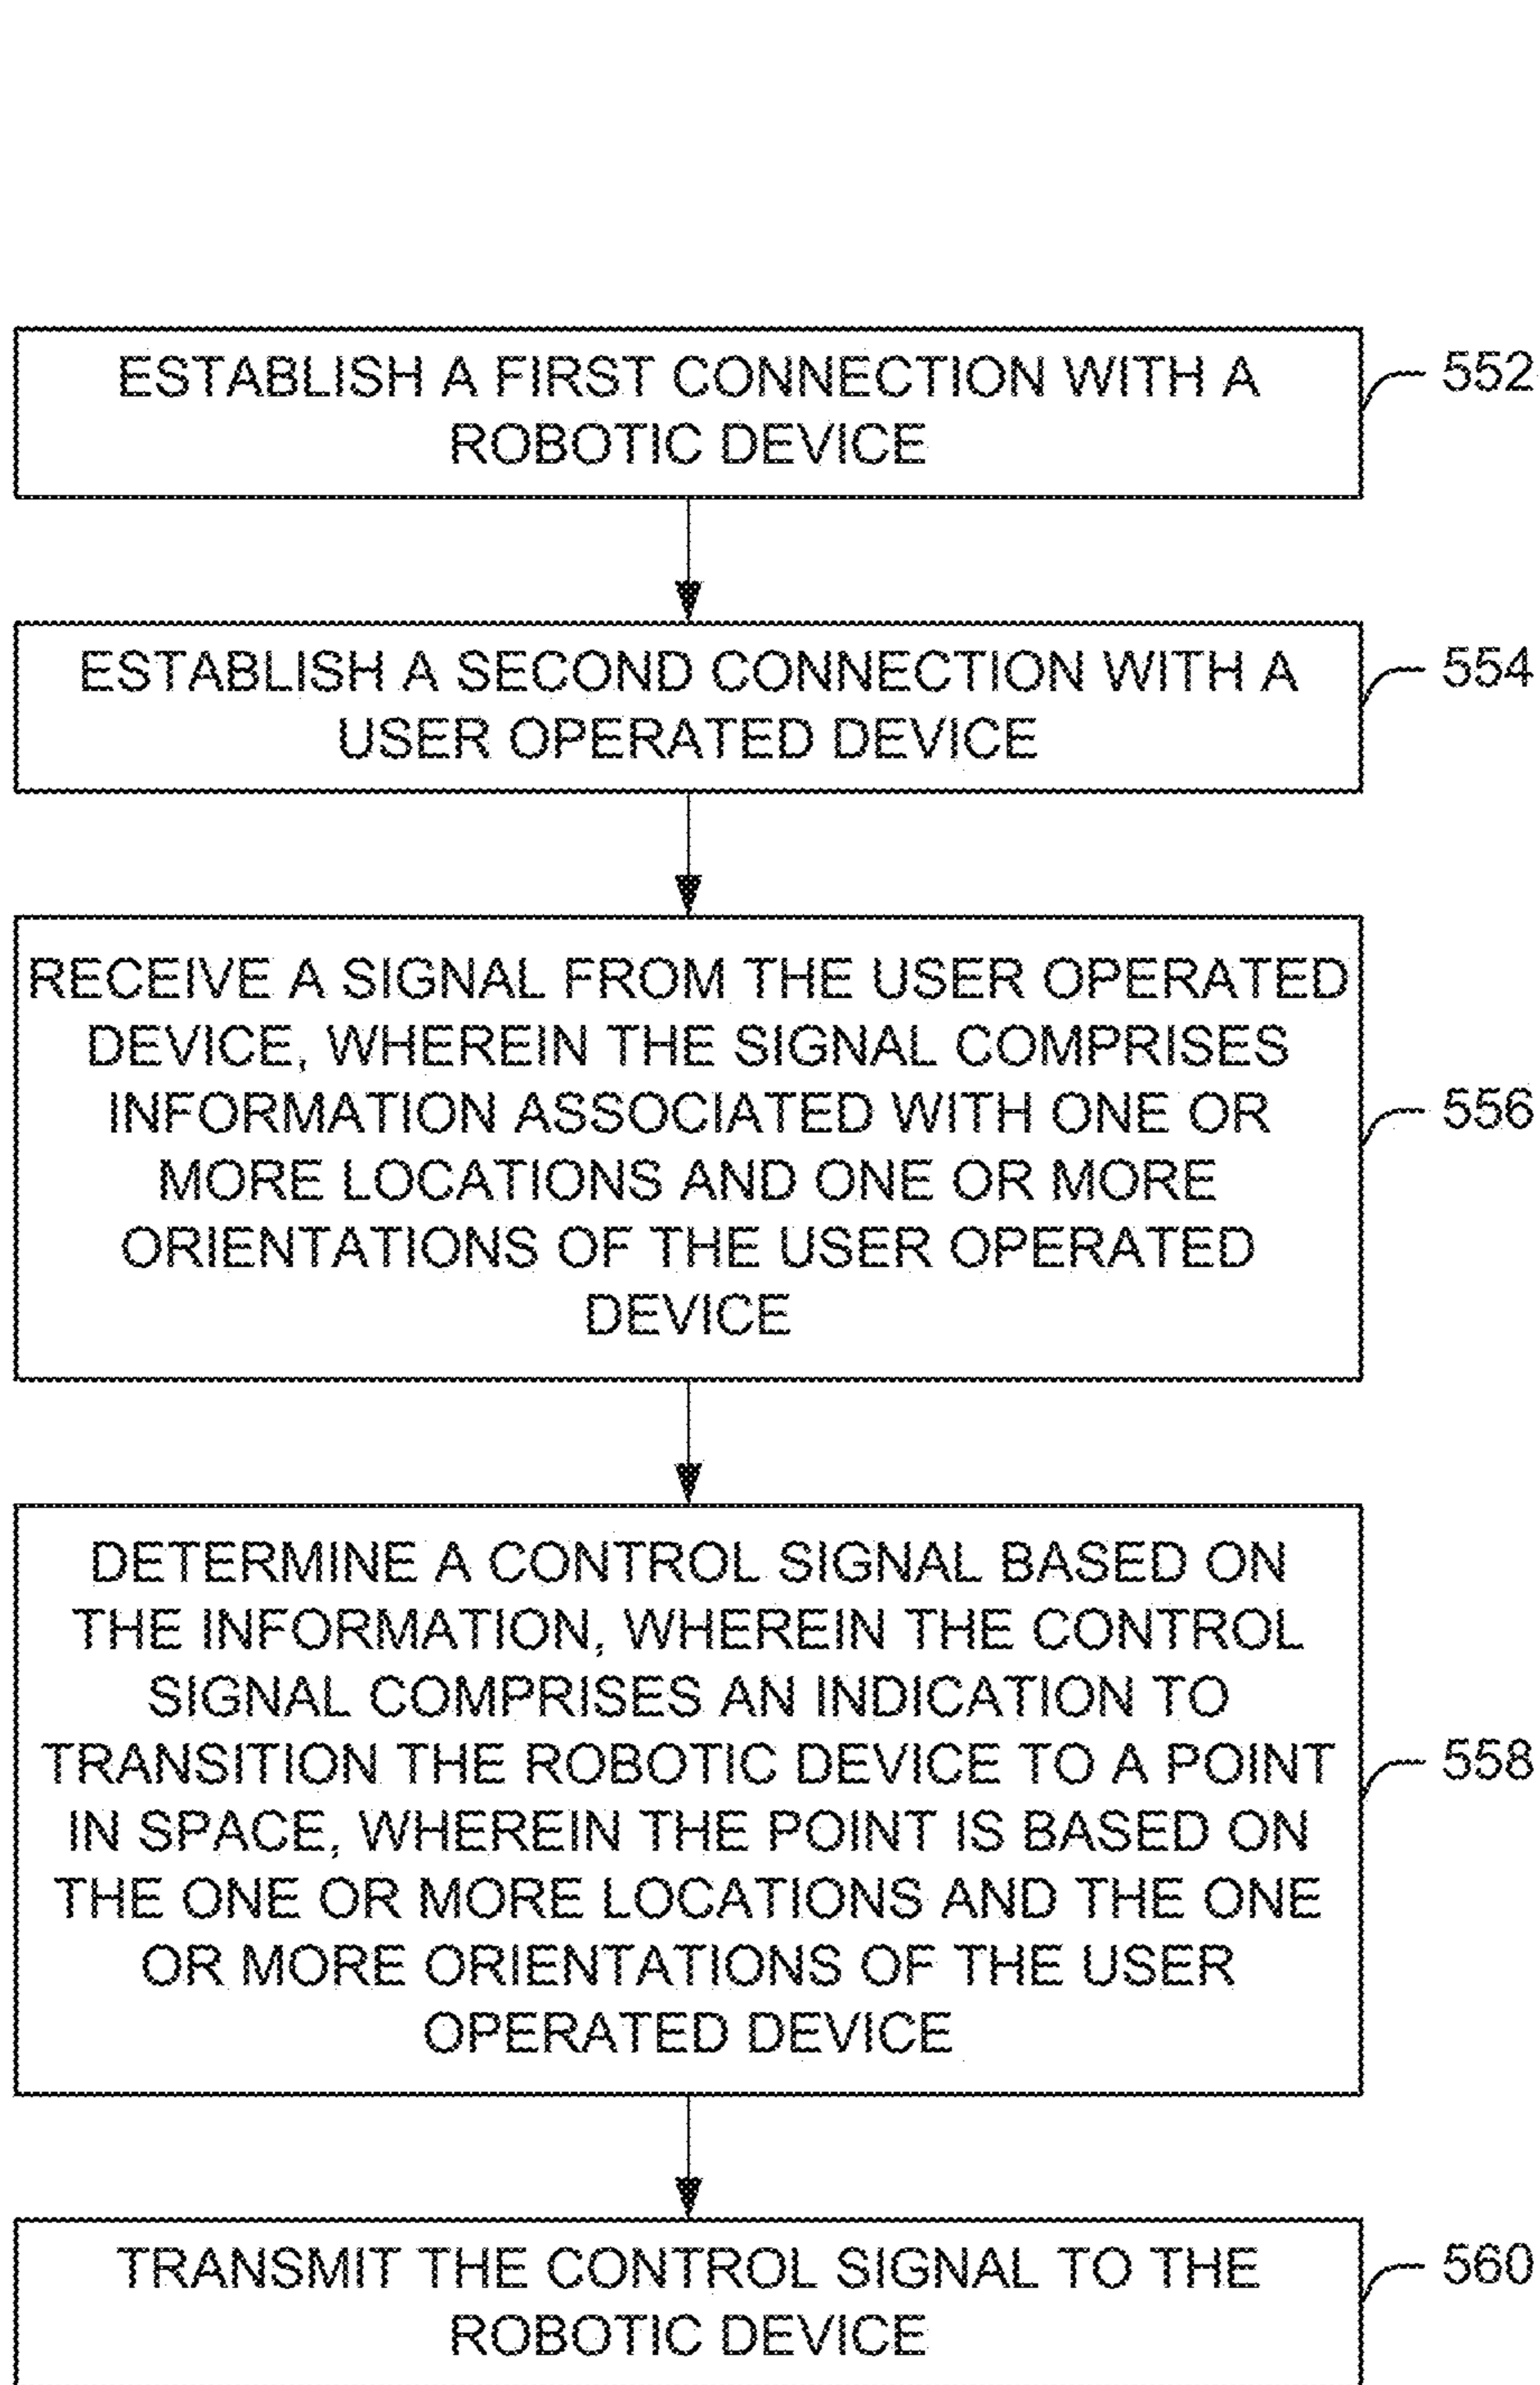 ESTABLISH A FIRST CONNECTION WITH A
ROBOTIC DEVICE
552
ESTABLISH A SECOND CONNECTION WITH A
USER OPERATED DEVICE
554
RECEIVE A SIGNAL FROM THE USER OPERATED
DEVICE, WHEREIN THE SIGNAL COMPRISES
INFORMATION ASSOCIATED WITH ONE OR
MORE LOCATIONS AND ONE OR MORE
ORIENTATIONS OF THE USER OPERATED
DEVICE
556
DETERMINE A CONTROL SIGNAL BASED ON
THE INFORMATION, WHEREIN THE CONTROL
SIGNAL COMPRISES AN INDICATION TO
TRANSITION THE ROBOTIC DEVICE TO A POINT
IN SPACE, WHEREIN THE POINT IS BASED ON
THE ONE OR MORE LOCATIONS AND THE ONE
OR MORE ORIENTATIONS OF THE USER
OPERATED DEVICE
558
TRANSMIT THE CONTROL SIGNAL TO THE
ROBOTIC DEVICE
560